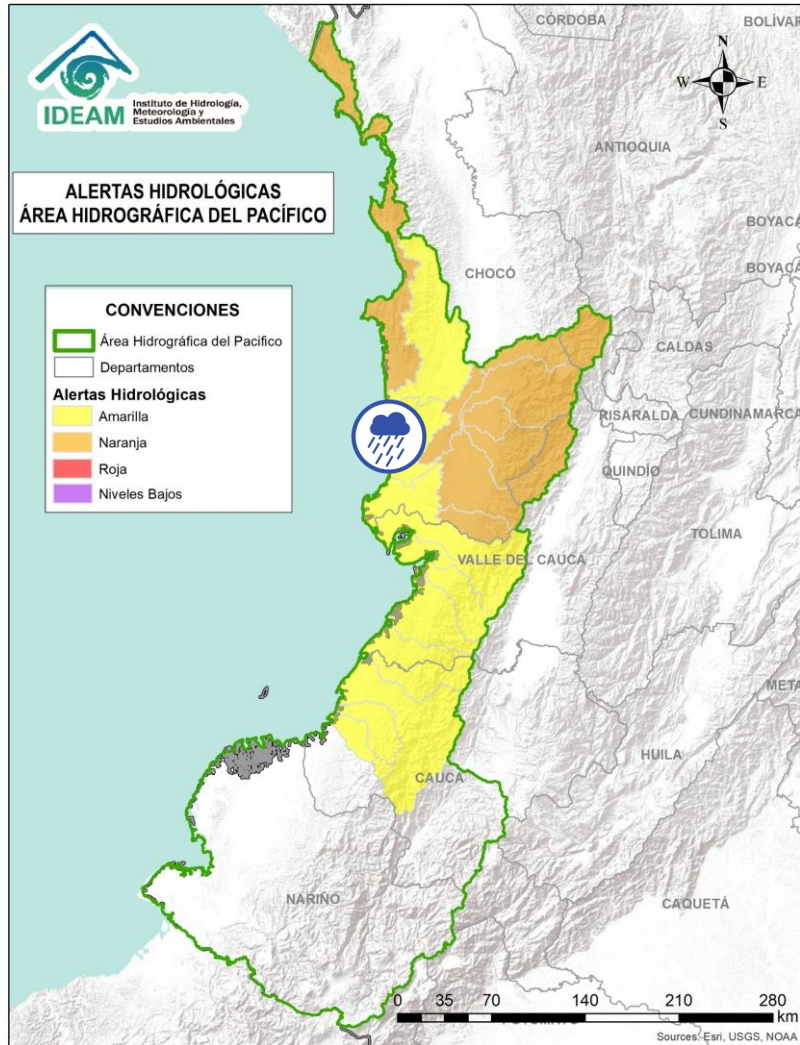 IDEAM
Instituto de Hidrología,
Meteorología y
Estudios Ambientales
ALERTAS HIDROLÓGICAS
ÁREA HIDROGRÁFICA DEL PACÍFICO
CONVENCIONES
Área Hidrográfica del Pacifico
Departamentos
Alertas Hidrológicas
Amarilla
Naranja
Roja
Niveles Bajos
N
W
E
S
CÓRDOBA
BOLÍVAR
ANTIOQUIA
BOYACÁ
BOYACÁ
CHOCÓ
CALDAS
RISARALDA
CUNDINAMARCA
QUINDÍO
TOLIMA
VALLE DEL CAUCA
META
HUILA
CAUCA
NARIÑO
CAQUETÁ
0 35 70 140 210 280
km
Sources: Esri, USGS, NOAA